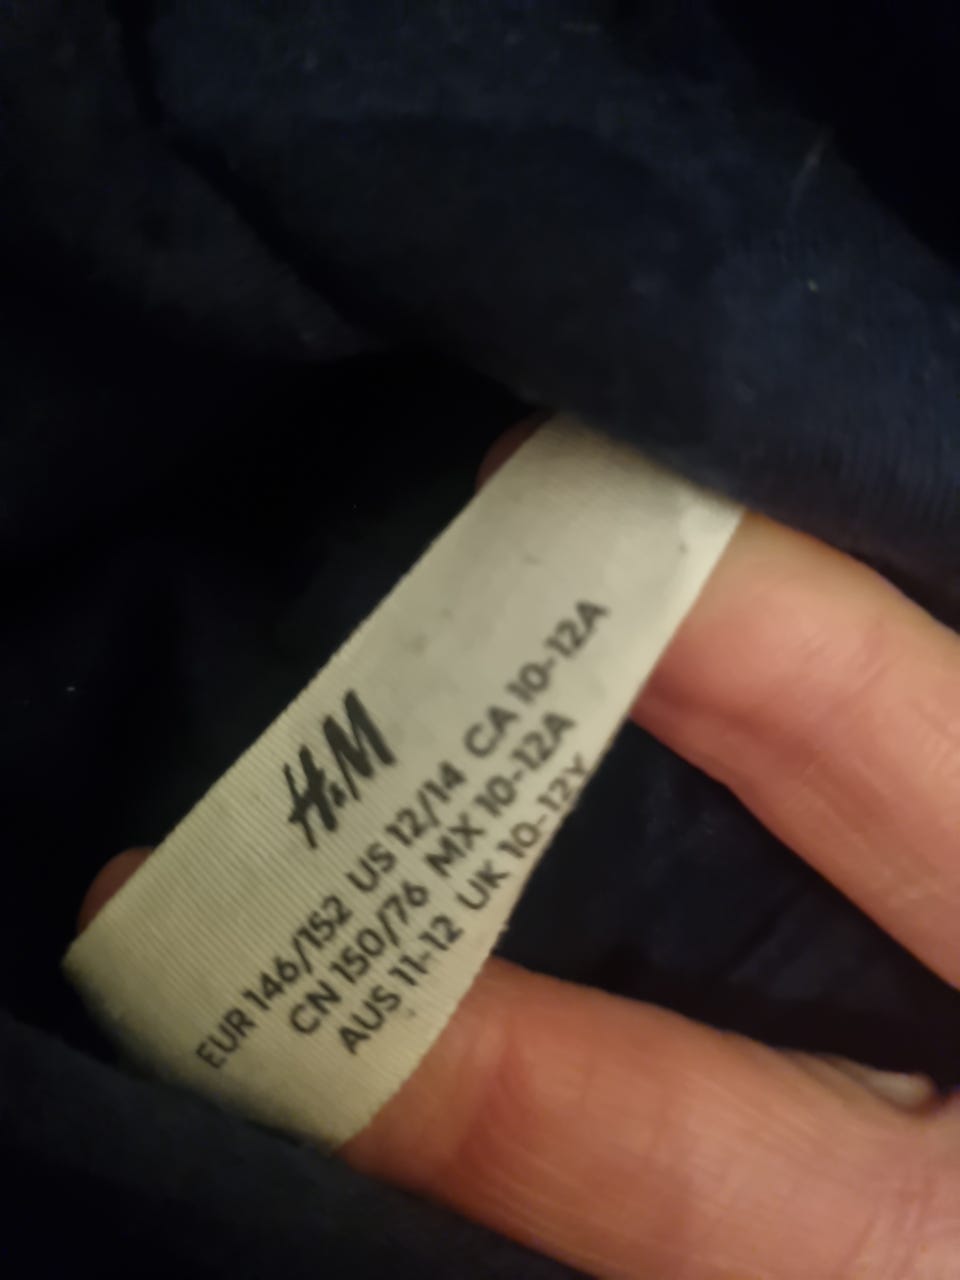 H&M
EUR 146/152 US 12/14 CA 10-12A
CN 150/76 MX 10-12A
AUS 11-12 UK 10-12Y